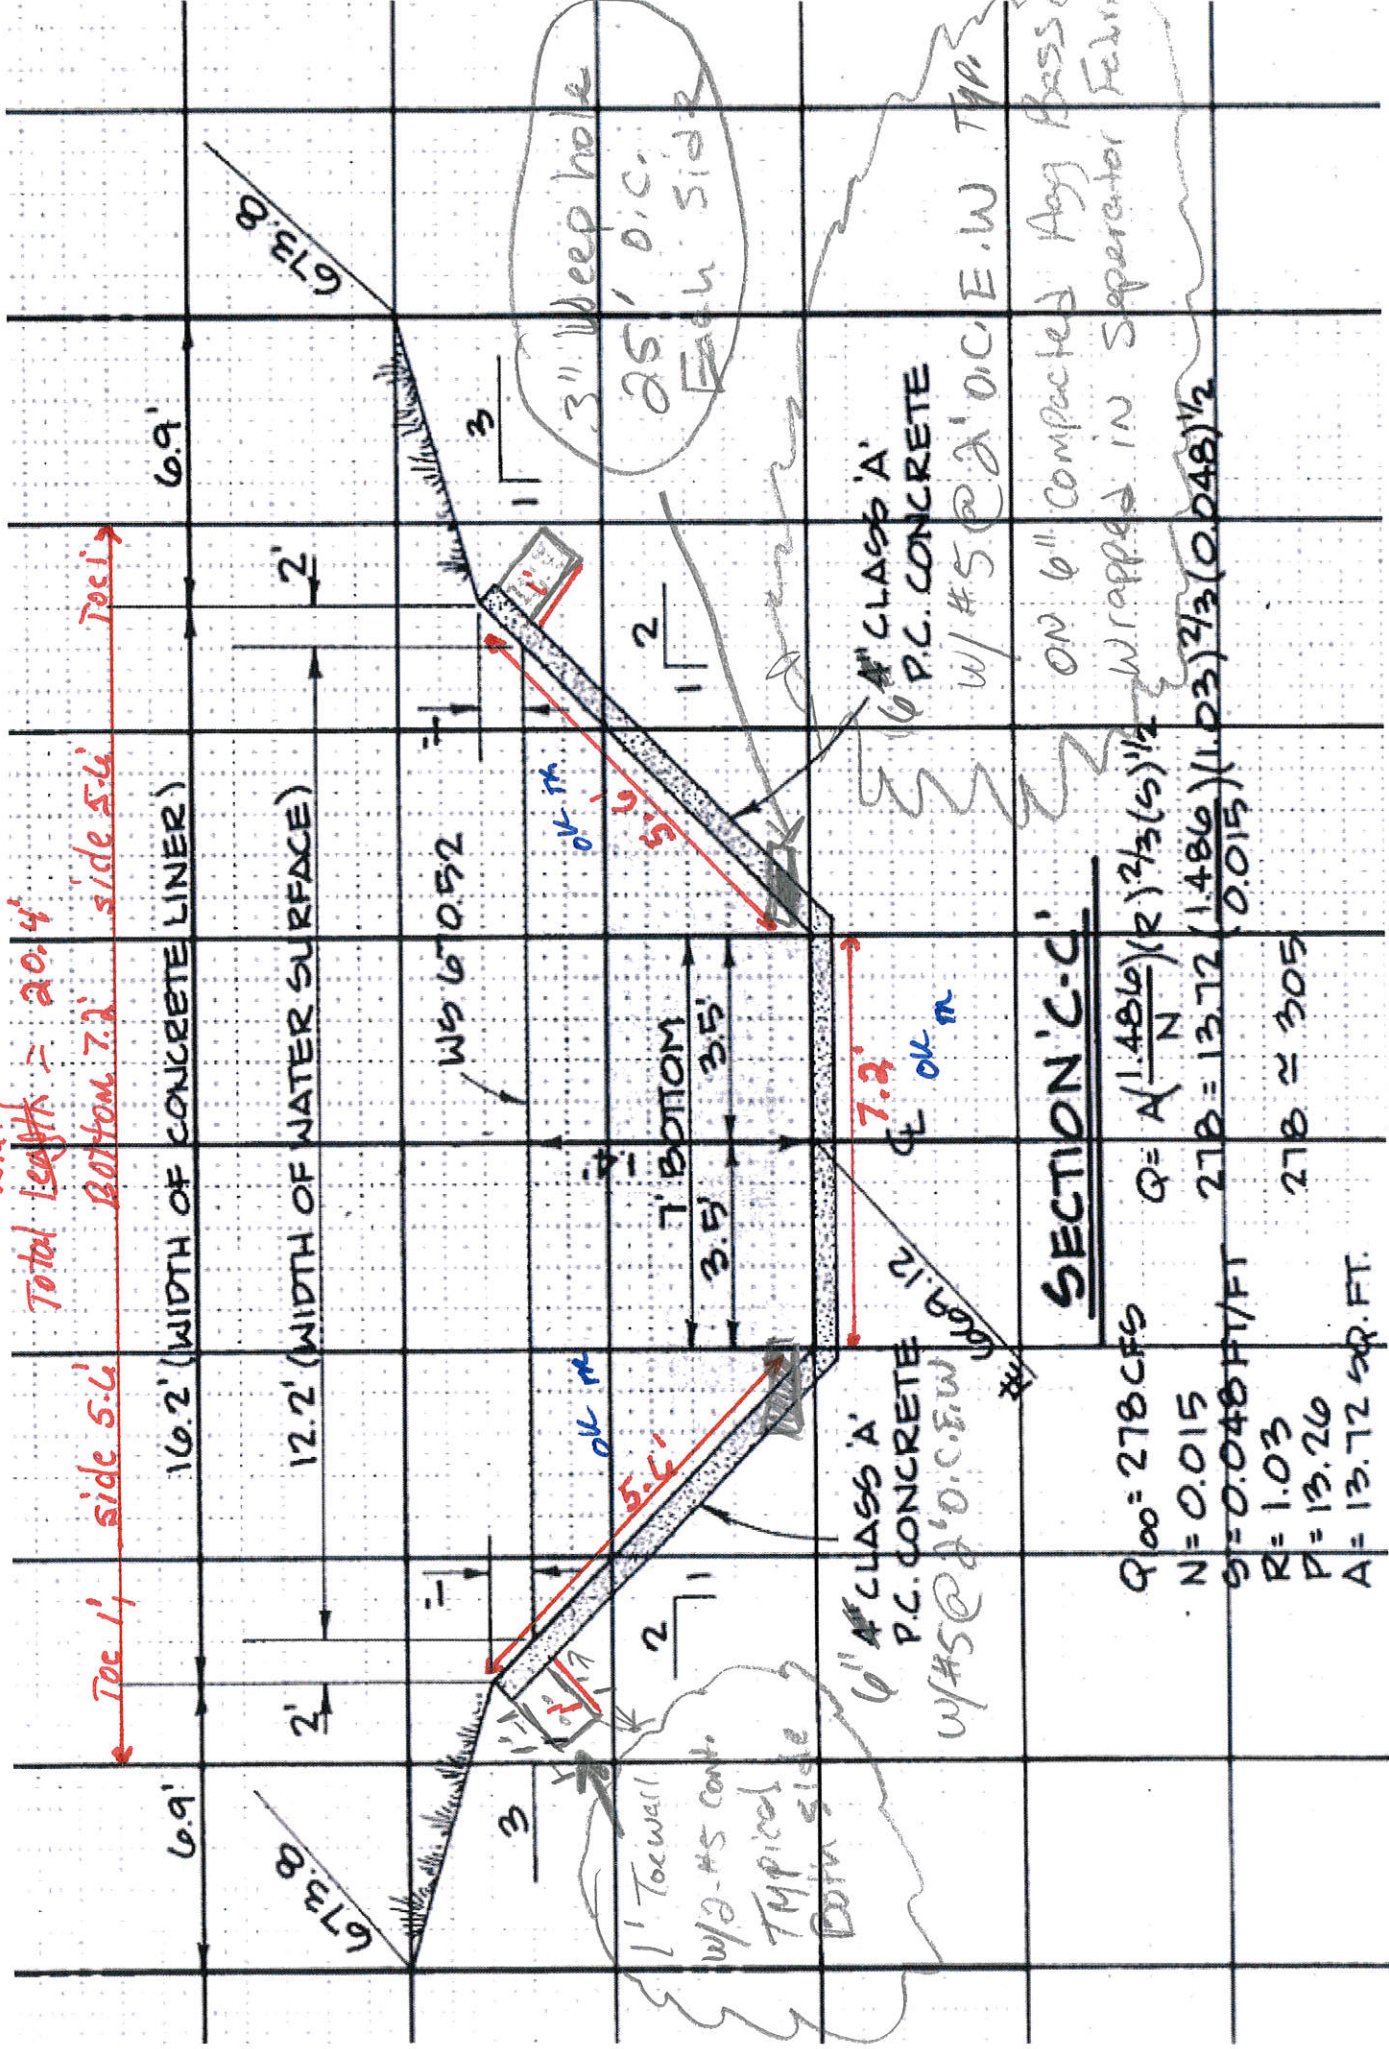 Total Length = 20.4'
Toe 1', side 5.6' Bottom 7.2' side 5.6' Toe 1'
6.9' 16.2' (WIDTH OF CONCRETE LINER) 6.9'
2' 12.2' (WIDTH OF WATER SURFACE) 2'
673.8 673.8
WS 670.52
1' 1'
3 3
1' 1
1' 1'
OK OK
5.6' 5.6'
2 2
1 1
7' BOTTOM
3.5' 3.5'
7.2'
OK
℄
669.12
3" Weep hole
25' O.C.
Each Side
1' Toewall
W/2-#5 cont.
Typical
Both Side
6" 4" CLASS 'A'
P.C. CONCRETE
W/#5@2' O.C.E.W
6" 4" CLASS 'A'
P.C. CONCRETE
W/ #5@2' O.C.E.W Typ.
ON 6" Compacted Agg
Wrapped in Separator
SECTION 'C-C'
Q100 = 278 CFS
N = 0.015
S = 0.048 FT/FT
R = 1.03
P = 13.26
A = 13.72 SQ.FT.
Q = A(1.486/N)(R)2/3(S)1/2
278 = 13.72(1.486/0.015)(1.03)2/3(0.048)1/2
278 ≈ 305